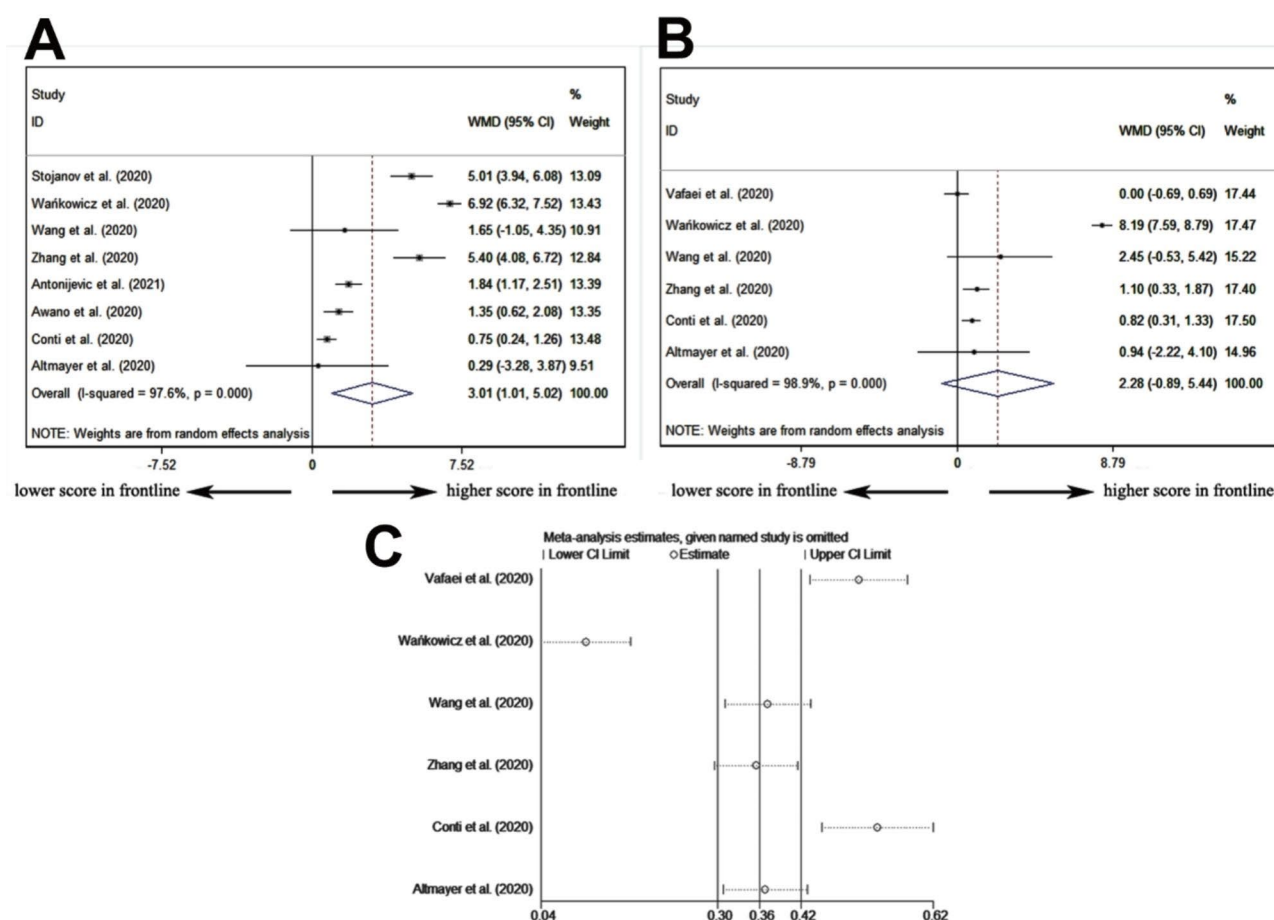 A
Study %
ID WMD (95% CI) Weight
Stojanov et al. (2020) 5.01 (3.94, 6.08) 13.09
Wańkowicz et al. (2020) 6.92 (6.32, 7.52) 13.43
Wang et al. (2020) 1.65 (-1.05, 4.35) 10.91
Zhang et al. (2020) 5.40 (4.08, 6.72) 12.84
Antonijevic et al. (2021) 1.84 (1.17, 2.51) 13.39
Awano et al. (2020) 1.35 (0.62, 2.08) 13.35
Conti et al. (2020) 0.75 (0.24, 1.26) 13.48
Altmayer et al. (2020) 0.29 (-3.28, 3.87) 9.51
Overall (I-squared = 97.6%, p = 0.000) 3.01 (1.01, 5.02) 100.00
NOTE: Weights are from random effects analysis
-7.52 0 7.52
lower score in frontline higher score in frontline
B
Study %
ID WMD (95% CI) Weight
Vafaei et al. (2020) 0.00 (-0.69, 0.69) 17.44
Wańkowicz et al. (2020) 8.19 (7.59, 8.79) 17.47
Wang et al. (2020) 2.45 (-0.53, 5.42) 15.22
Zhang et al. (2020) 1.10 (0.33, 1.87) 17.40
Conti et al. (2020) 0.82 (0.31, 1.33) 17.50
Altmayer et al. (2020) 0.94 (-2.22, 4.10) 14.96
Overall (I-squared = 98.9%, p = 0.000) 2.28 (-0.89, 5.44) 100.00
NOTE: Weights are from random effects analysis
-8.79 0 8.79
lower score in frontline higher score in frontline
C
Meta-analysis estimates, given named study is omitted
Lower CI Limit Estimate Upper CI Limit
Vafaei et al. (2020)
Wańkowicz et al. (2020)
Wang et al. (2020)
Zhang et al. (2020)
Conti et al. (2020)
Altmayer et al. (2020)
0.04 0.30 0.36 0.42 0.62